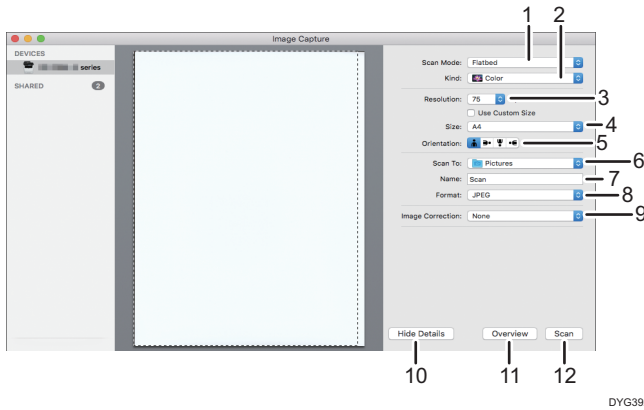 1 2
Image Capture
DEVICES
series
SHARED 2
Scan Mode: Flatbed
Kind: Color
Resolution: 75 3
Use Custom Size
Size: A4 4
Orientation: 5
Scan To: Pictures 6
Name: Scan 7
Format: JPEG 8
Image Correction: None 9
Hide Details Overview Scan
10 11 12
DYG39